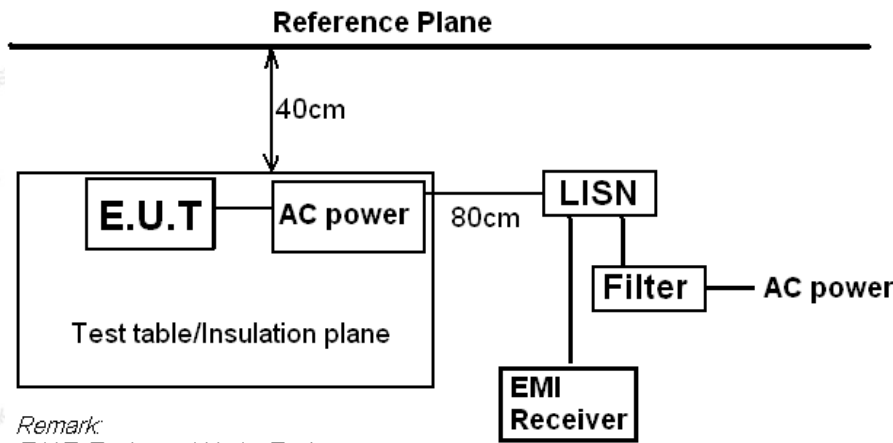 Reference Plane
40cm
E.U.T
AC power
80cm
LISN
Filter
AC power
Test table/Insulation plane
EMI
Receiver
Remark: